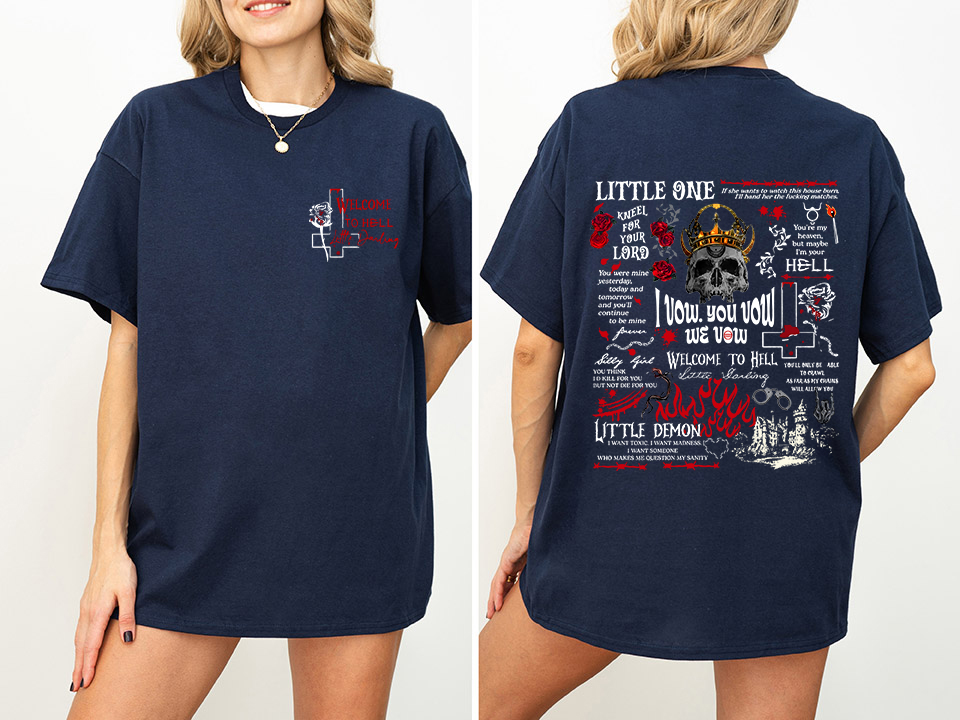 WELCOME
TO HELL
Little Darling
LITTLE ONE
If she wants to watch this house burn,
I'll hand her the fucking matches.
KNEEL
FOR
YOUR
LORD
You're my
heaven,
but maybe
I'm your
HELL
You were mine
yesterday,
today and
tomorrow
and you'll
continue
to be mine
forever
I VOW. YOU VOW
WE VOW
Silly Girl
YOU THINK
I'D KILL FOR YOU
BUT NOT DIE FOR YOU
WELCOME TO HELL
Little Darling
YOU'LL ONLY BE ABLE
TO CRAWL
AS FAR AS MY CHAINS
WILL ALLOW YOU
LITTLE DEMON
I WANT TOXIC, I WANT MADNESS,
I WANT SOMEONE
WHO MAKES ME QUESTION MY SANITY